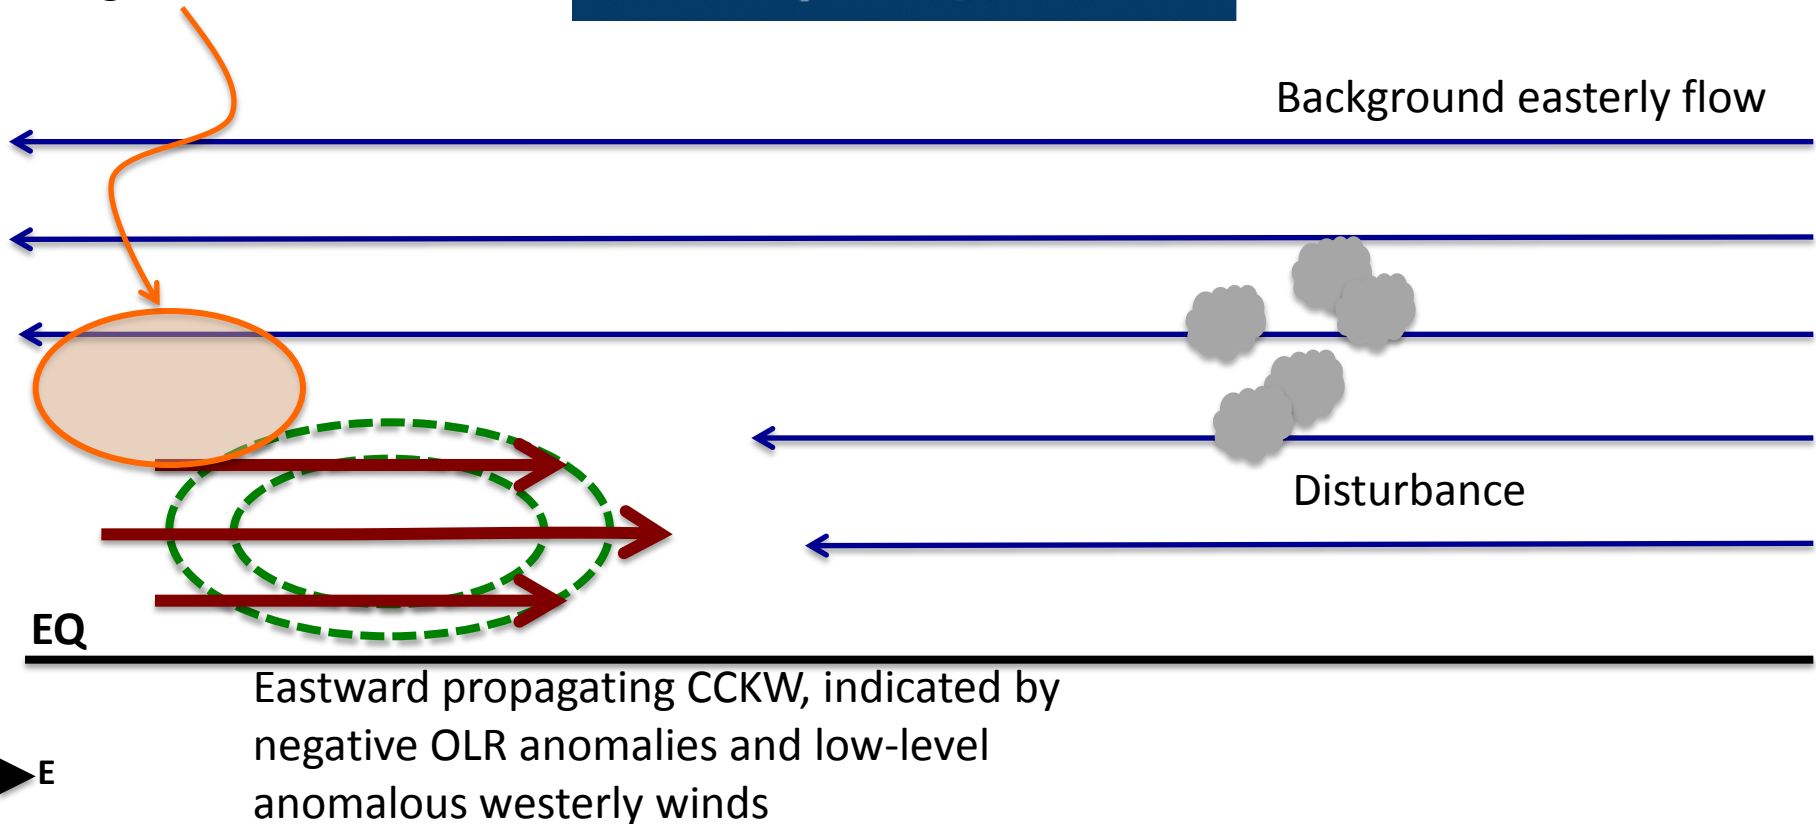 Background easterly flow
Disturbance
EQ
Eastward propagating CCKW, indicated by
negative OLR anomalies and low-level
E
anomalous westerly winds